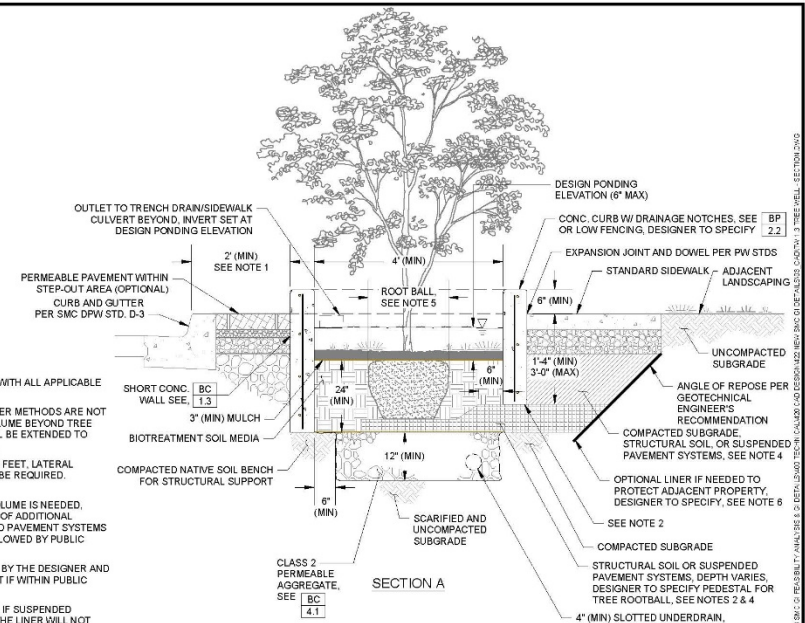 DESIGN PONDING
ELEVATION (6" MAX)
OUTLET TO TRENCH DRAIN/SIDEWALK
CULVERT BEYOND, INVERT SET AT
DESIGN PONDING ELEVATION
CONC. CURB W/ DRAINAGE NOTCHES, SEE
OR LOW FENCING, DESIGNER TO SPECIFY
BP
2.2
EXPANSION JOINT AND DOWEL PER PW STDS
2' (MIN)
SEE NOTE 1
4' (MIN)
STANDARD SIDEWALK
ADJACENT
LANDSCAPING
PERMEABLE PAVEMENT WITHIN
STEP-OUT AREA (OPTIONAL)
CURB AND GUTTER
PER SMC DPW STD. D-3
ROOT BALL
SEE NOTE 5
6" (MIN)
UNCOMPACTED
SUBGRADE
1'-4" (MIN)
3'-0" (MAX)
WITH ALL APPLICABLE
SHORT CONC.
WALL SEE,
BC
1.3
24"
(MIN)
6"
(MIN)
ANGLE OF REPOSE PER
GEOTECHNICAL
ENGINEER'S
RECOMMENDATION
ER METHODS ARE NOT
LUME BEYOND TREE
L BE EXTENDED TO
3" (MIN) MULCH
BIOTREATMENT SOIL MEDIA
COMPACTED SUBGRADE,
STRUCTURAL SOIL, OR SUSPENDED
PAVEMENT SYSTEMS, SEE NOTE 4
FEET, LATERAL
BE REQUIRED.
COMPACTED NATIVE SOIL BENCH
FOR STRUCTURAL SUPPORT
12" (MIN)
OPTIONAL LINER IF NEEDED TO
PROTECT ADJACENT PROPERTY,
DESIGNER TO SPECIFY, SEE NOTE 6
LUME IS NEEDED,
OF ADDITIONAL
D PAVEMENT SYSTEMS
LOWED BY PUBLIC
6"
(MIN)
SCARIFIED AND
UNCOMPACTED
SUBGRADE
SEE NOTE 2
COMPACTED SUBGRADE
BY THE DESIGNER AND
T IF WITHIN PUBLIC
CLASS 2
PERMEABLE
AGGREGATE,
SEE
BC
4.1
SECTION A
STRUCTURAL SOIL OR SUSPENDED
PAVEMENT SYSTEMS, DEPTH VARIES,
DESIGNER TO SPECIFY PEDESTAL FOR
TREE ROOTBALL, SEE NOTES 2 & 4
IF SUSPENDED
HE LINER WILL NOT
4" (MIN) SLOTTED UNDERDRAIN,